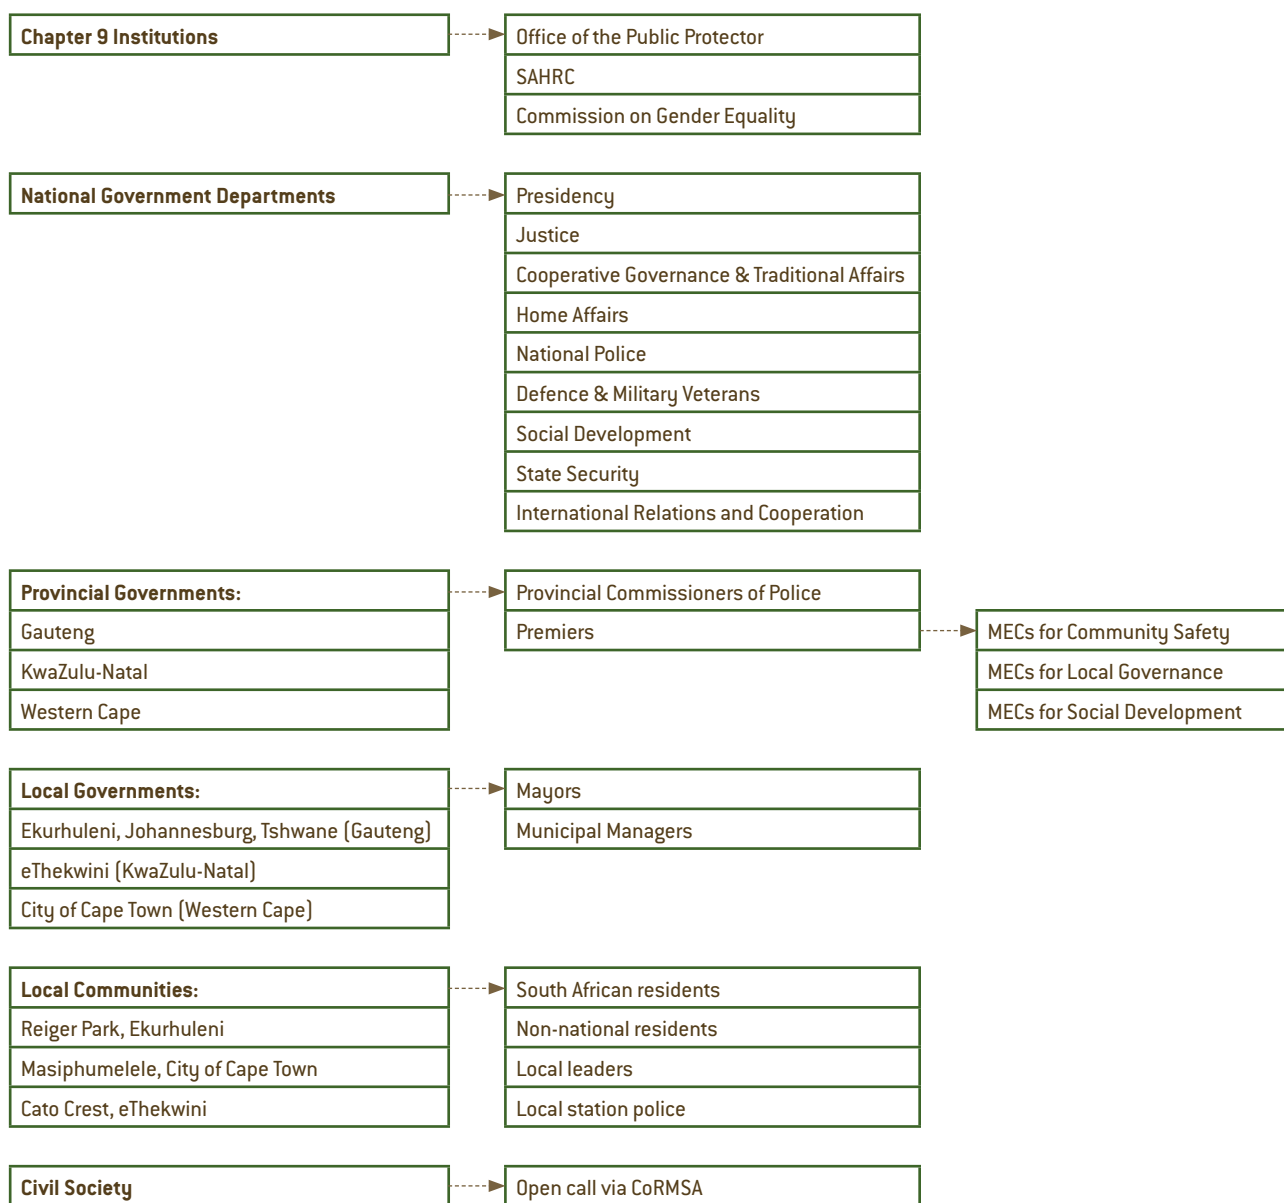 Chapter 9 Institutions
Office of the Public Protector
SAHRC
Commission on Gender Equality
National Government Departments
Presidency
Justice
Cooperative Governance & Traditional Affairs
Home Affairs
National Police
Defence & Military Veterans
Social Development
State Security
International Relations and Cooperation
Provincial Governments:
Gauteng
KwaZulu-Natal
Western Cape
Provincial Commissioners of Police
Premiers
MECs for Community Safety
MECs for Local Governance
MECs for Social Development
Local Governments:
Ekurhuleni, Johannesburg, Tshwane (Gauteng)
eThekwini (KwaZulu-Natal)
City of Cape Town (Western Cape)
Mayors
Municipal Managers
Local Communities:
Reiger Park, Ekurhuleni
Masiphumelele, City of Cape Town
Cato Crest, eThekwini
South African residents
Non-national residents
Local leaders
Local station police
Civil Society
Open call via CoRMSA